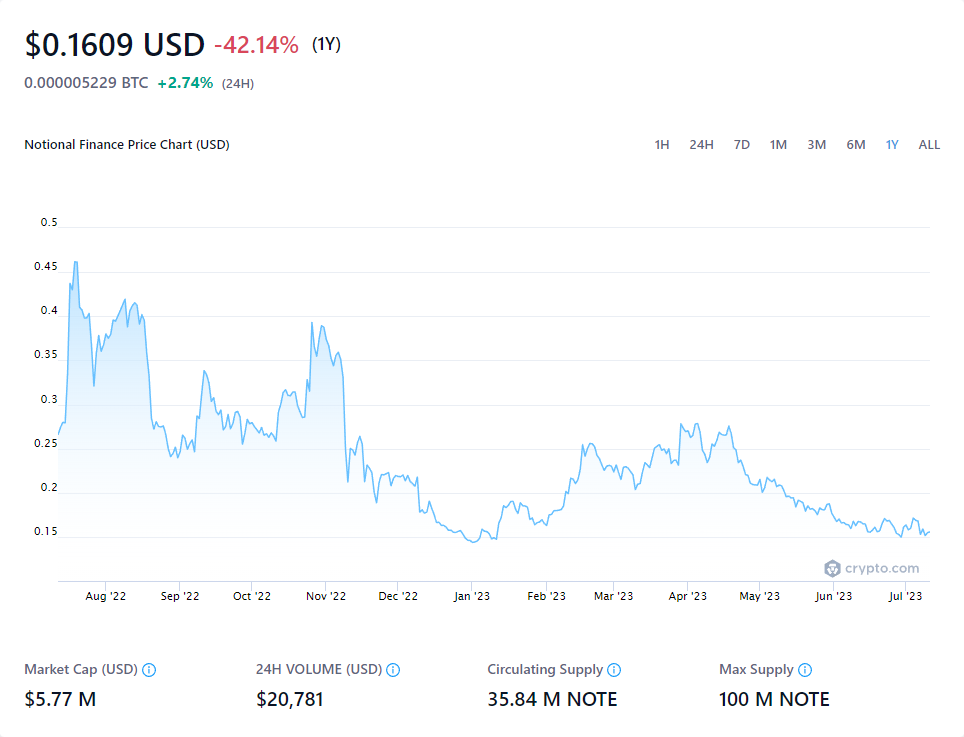 $0.1609 USD -42.14% (1Y)
0.000005229 BTC +2.74% (24H)
Notional Finance Price Chart (USD) 1H 24H 7D 1M 3M 6M 1Y ALL
0.5
0.45
0.4
0.35
0.3
0.25
0.2
0.15
crypto.com
Aug '22 Sep '22 Oct '22 Nov '22 Dec '22 Jan '23 Feb '23 Mar '23 Apr '23 May '23 Jun '23 Jul '23
Market Cap (USD) 24H VOLUME (USD) Circulating Supply Max Supply
$5.77 M $20,781 35.84 M NOTE 100 M NOTE